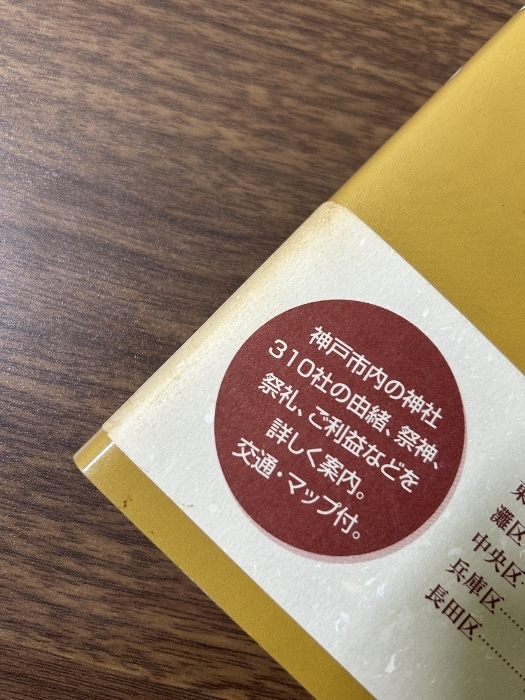 神戸市内の神社
310社の由緒、祭神、
祭礼、ご利益などを
詳しく案内。
交通・マップ付。
東
灘区
中央区
兵庫区……
長田区……